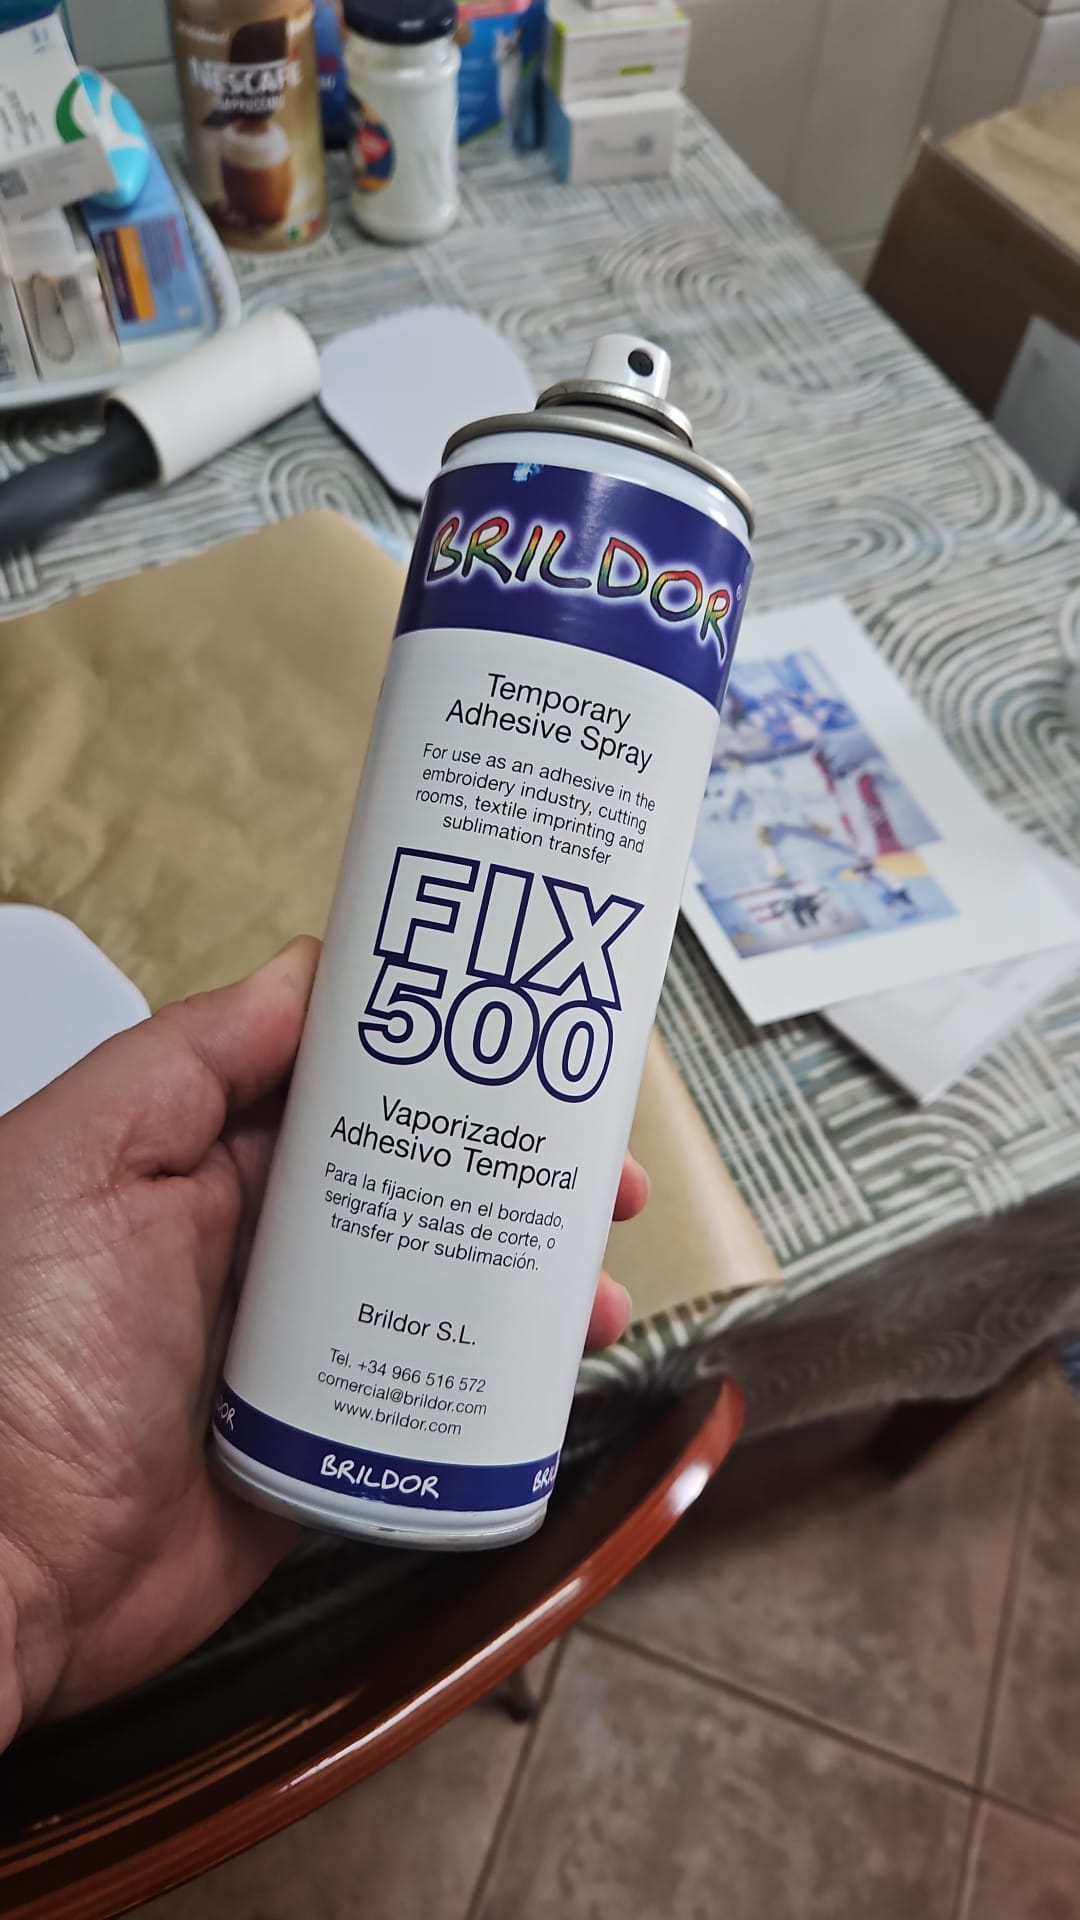 NESCAFÉ
BRILDOR®
Temporary
Adhesive Spray
For use as an adhesive in the
embroidery industry, cutting
rooms, textile imprinting and
sublimation transfer
FIX
500
Vaporizador
Adhesivo Temporal
Para la fijacion en el bordado,
serigrafía y salas de corte, o
transfer por sublimación.
Brildor S.L.
Tel. +34 966 516 572
comercial@brildor.com
www.brildor.com
BRILDOR